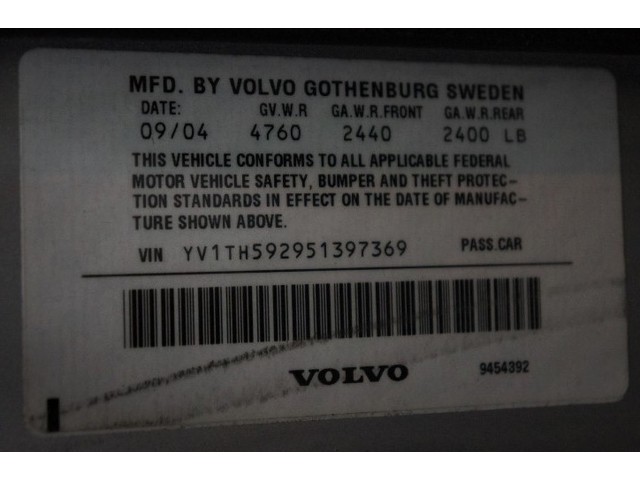 MFD. BY VOLVO GOTHENBURG SWEDEN
DATE: G.V.W.R GA.W.R.FRONT GA.W.R.REAR
09/04 4760 2440 2400 LB
THIS VEHICLE CONFORMS TO ALL APPLICABLE FEDERAL
MOTOR VEHICLE SAFETY, BUMPER AND THEFT PROTEC-
TION STANDARDS IN EFFECT ON THE DATE OF MANUFAC-
TURE SHOWN ABOVE.
VIN YV1TH592951397369 PASS.CAR
VOLVO 9454392